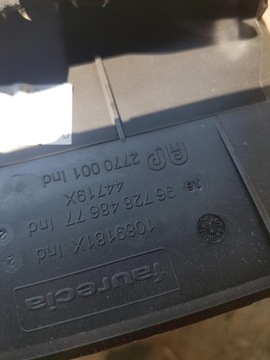 faurecia
1089181X Ind
96 728 486 77 Ind
44719X
2770 001 Ind